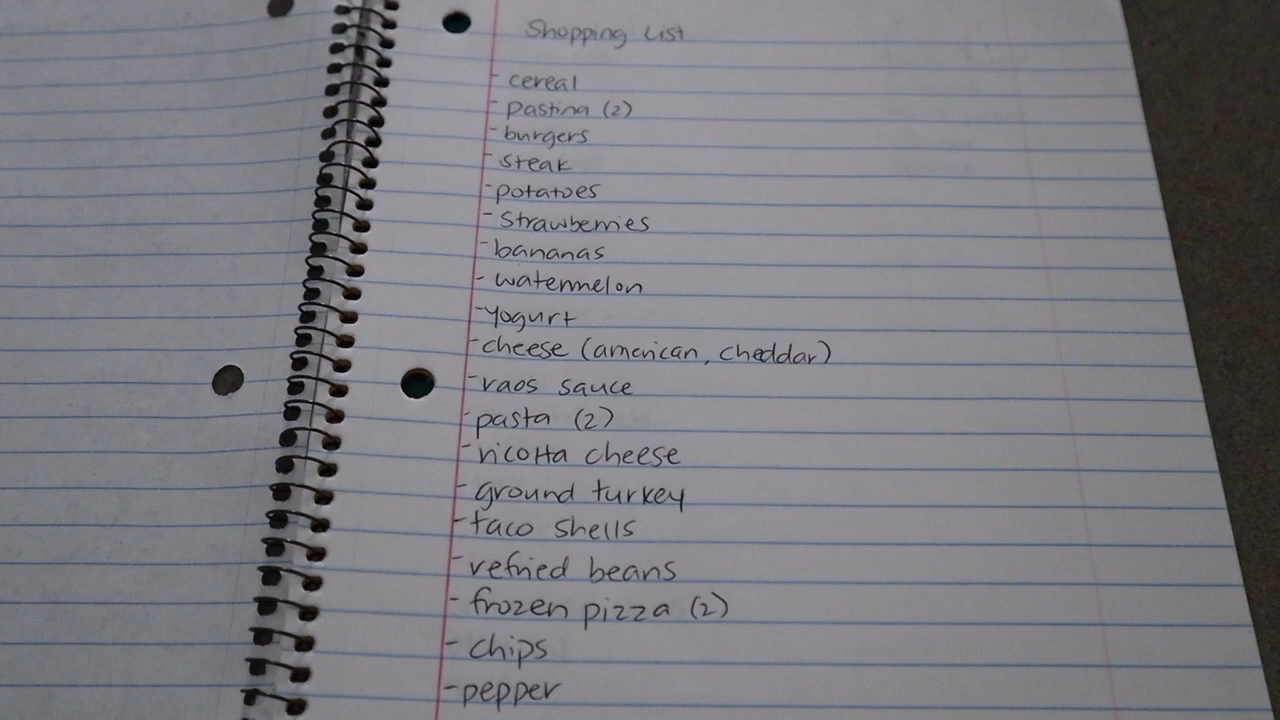 Shopping List
- cereal
- pastina (2)
- burgers
- steak
- potatoes
- strawberries
- bananas
- watermelon
- yogurt
- cheese (american, cheddar)
- raos sauce
- pasta (2)
- ricotta cheese
- ground turkey
- taco shells
- refried beans
- frozen pizza (2)
- chips
- pepper